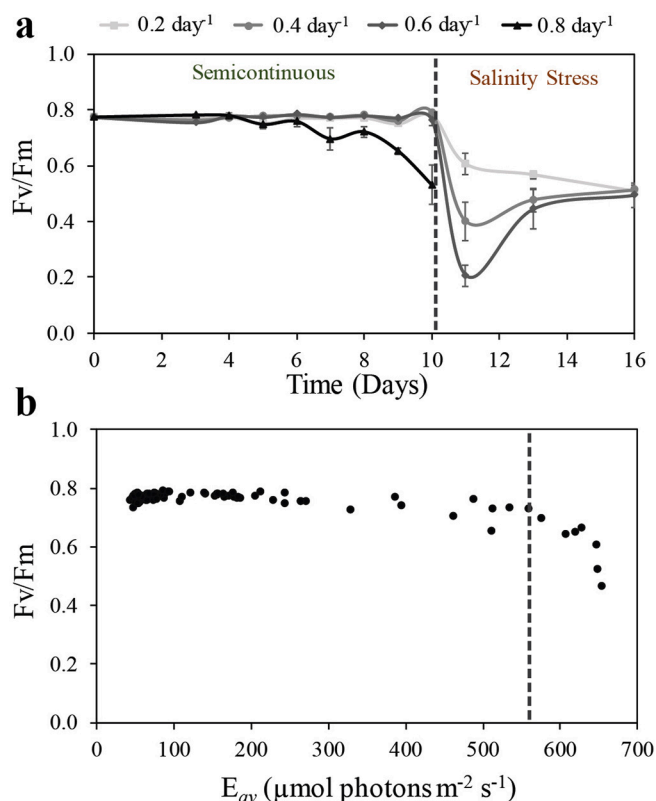 a
0.2 day⁻¹ 0.4 day⁻¹ 0.6 day⁻¹ 0.8 day⁻¹
1.0
Semicontinuous Salinity Stress
0.8
0.6
Fv/Fm
0.4
0.2
0.0
0 2 4 6 8 10 12 14 16
Time (Days)
b
1.0
0.8
0.6
Fv/Fm
0.4
0.2
0.0
0 100 200 300 400 500 600 700
E_av (μmol photons m⁻² s⁻¹)